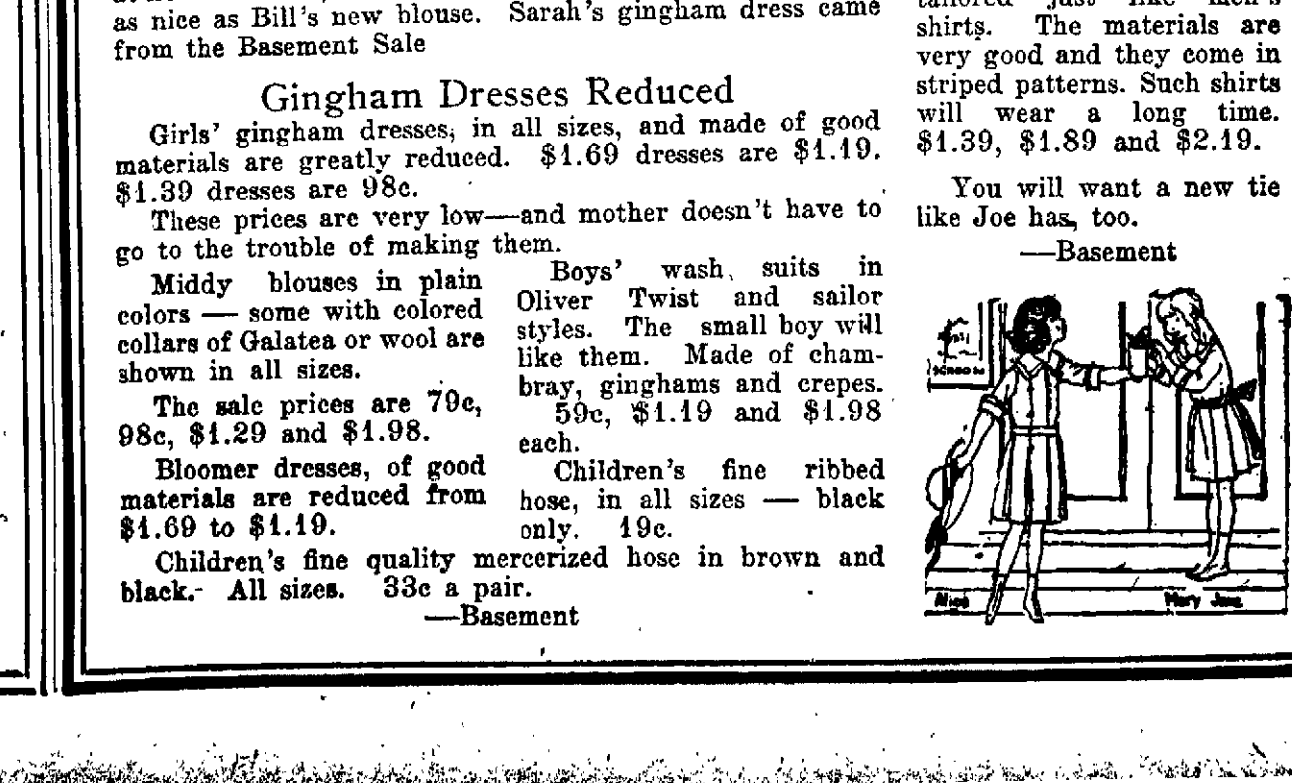 as nice as Bill's new blouse. Sarah's gingham dress came
from the Basement Sale
Gingham Dresses Reduced
Girls' gingham dresses, in all sizes, and made of good
materials are greatly reduced. $1.69 dresses are $1.19.
$1.39 dresses are 98c.
These prices are very low—and mother doesn't have to
go to the trouble of making them.
Middy blouses in plain
colors — some with colored
collars of Galatea or wool are
shown in all sizes.
The sale prices are 79c,
98c, $1.29 and $1.98.
Bloomer dresses, of good
materials are reduced from
$1.69 to $1.19.
Boys' wash suits in
Oliver Twist and sailor
styles. The small boy will
like them. Made of cham-
bray, ginghams and crepes.
59c, $1.19 and $1.98
each.
Children's fine ribbed
hose, in all sizes — black
only. 19c.
Children's fine quality mercerized hose in brown and
black. All sizes. 33c a pair.
—Basement
tailored just like men's
shirts. The materials are
very good and they come in
striped patterns. Such shirts
will wear a long time.
$1.39, $1.89 and $2.19.
You will want a new tie
like Joe has, too.
—Basement
Alice
Mary Jane